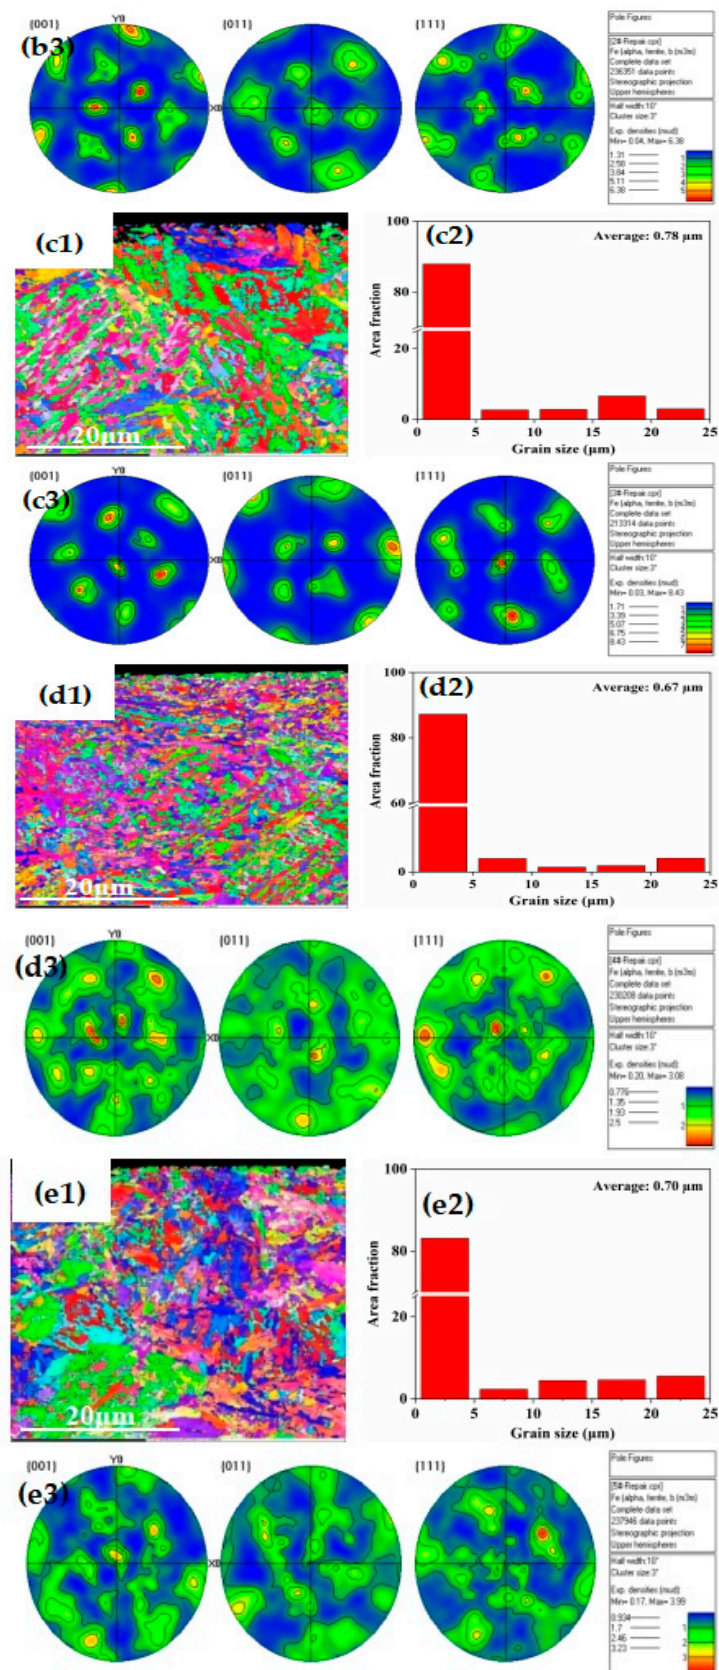 {001}
Y0
{011}
{111}
(b3)
X0
Pole Figures
[2#-Repair.cpr]
Fe (alpha, ferrite, b (m3m)
Complete data set
236351 data points
Stereographic projection
Upper hemispheres
Half width:10°
Cluster size:3°
Exp. densities (mud):
Min= 0.04, Max= 6.38
1.31
2.58
3.84
5.11
6.38
1
2
3
4
5
(c1)
20μm
(c2)
Average: 0.78 μm
Area fraction
100
80
20
0
0
5
10
15
20
25
Grain size (μm)
{001}
Y0
{011}
{111}
(c3)
X0
Pole Figures
[3#-Repair.cpr]
Fe (alpha, ferrite, b (m3m)
Complete data set
213314 data points
Stereographic projection
Upper hemispheres
Half width:10°
Cluster size:3°
Exp. densities (mud):
Min= 0.03, Max= 8.43
1.71
3.39
5.07
6.75
8.43
(d1)
20μm
(d2)
Average: 0.67 μm
Area fraction
100
80
60
0
0
5
10
15
20
25
Grain size (μm)
{001}
Y0
{011}
{111}
(d3)
X0
Pole Figures
[4#-Repair.cpr]
Fe (alpha, ferrite, b (m3m)
Complete data set
230208 data points
Stereographic projection
Upper hemispheres
Half width:10°
Cluster size:3°
Exp. densities (mud):
Min= 0.20, Max= 3.08
0.776
1.35
1.93
2.5
1
2
(e1)
20μm
(e2)
Average: 0.70 μm
Area fraction
100
80
20
0
0
5
10
15
20
25
Grain size (μm)
{001}
Y0
{011}
{111}
(e3)
X0
Pole Figures
[5#-Repair.cpr]
Fe (alpha, ferrite, b (m3m)
Complete data set
237946 data points
Stereographic projection
Upper hemispheres
Half width:10°
Cluster size:3°
Exp. densities (mud):
Min= 0.17, Max= 3.99
0.934
1.7
2.46
3.23
1
2
3